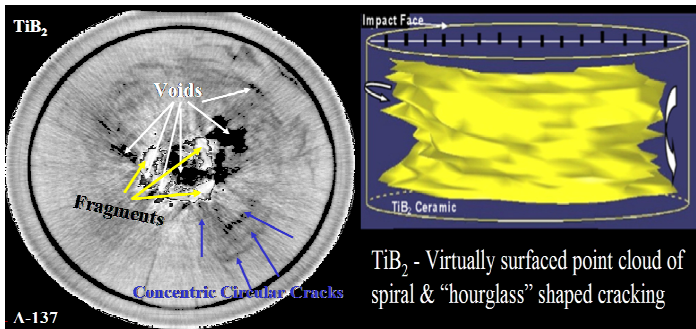 TiB2
Voids
Fragments
Concentric Circular Cracks
A-137
Impact Face
TiB2 Ceramic
TiB2 - Virtually surfaced point cloud of
spiral & “hourglass” shaped cracking